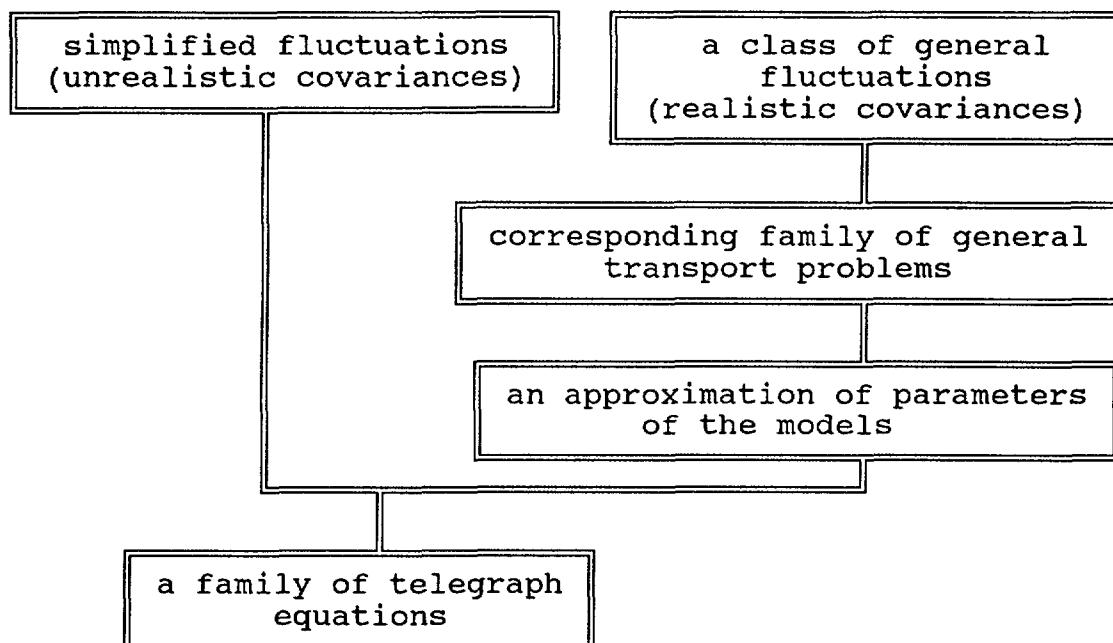 simplified fluctuations
(unrealistic covariances)
a class of general
fluctuations
(realistic covariances)
corresponding family of general
transport problems
an approximation of parameters
of the models
a family of telegraph
equations